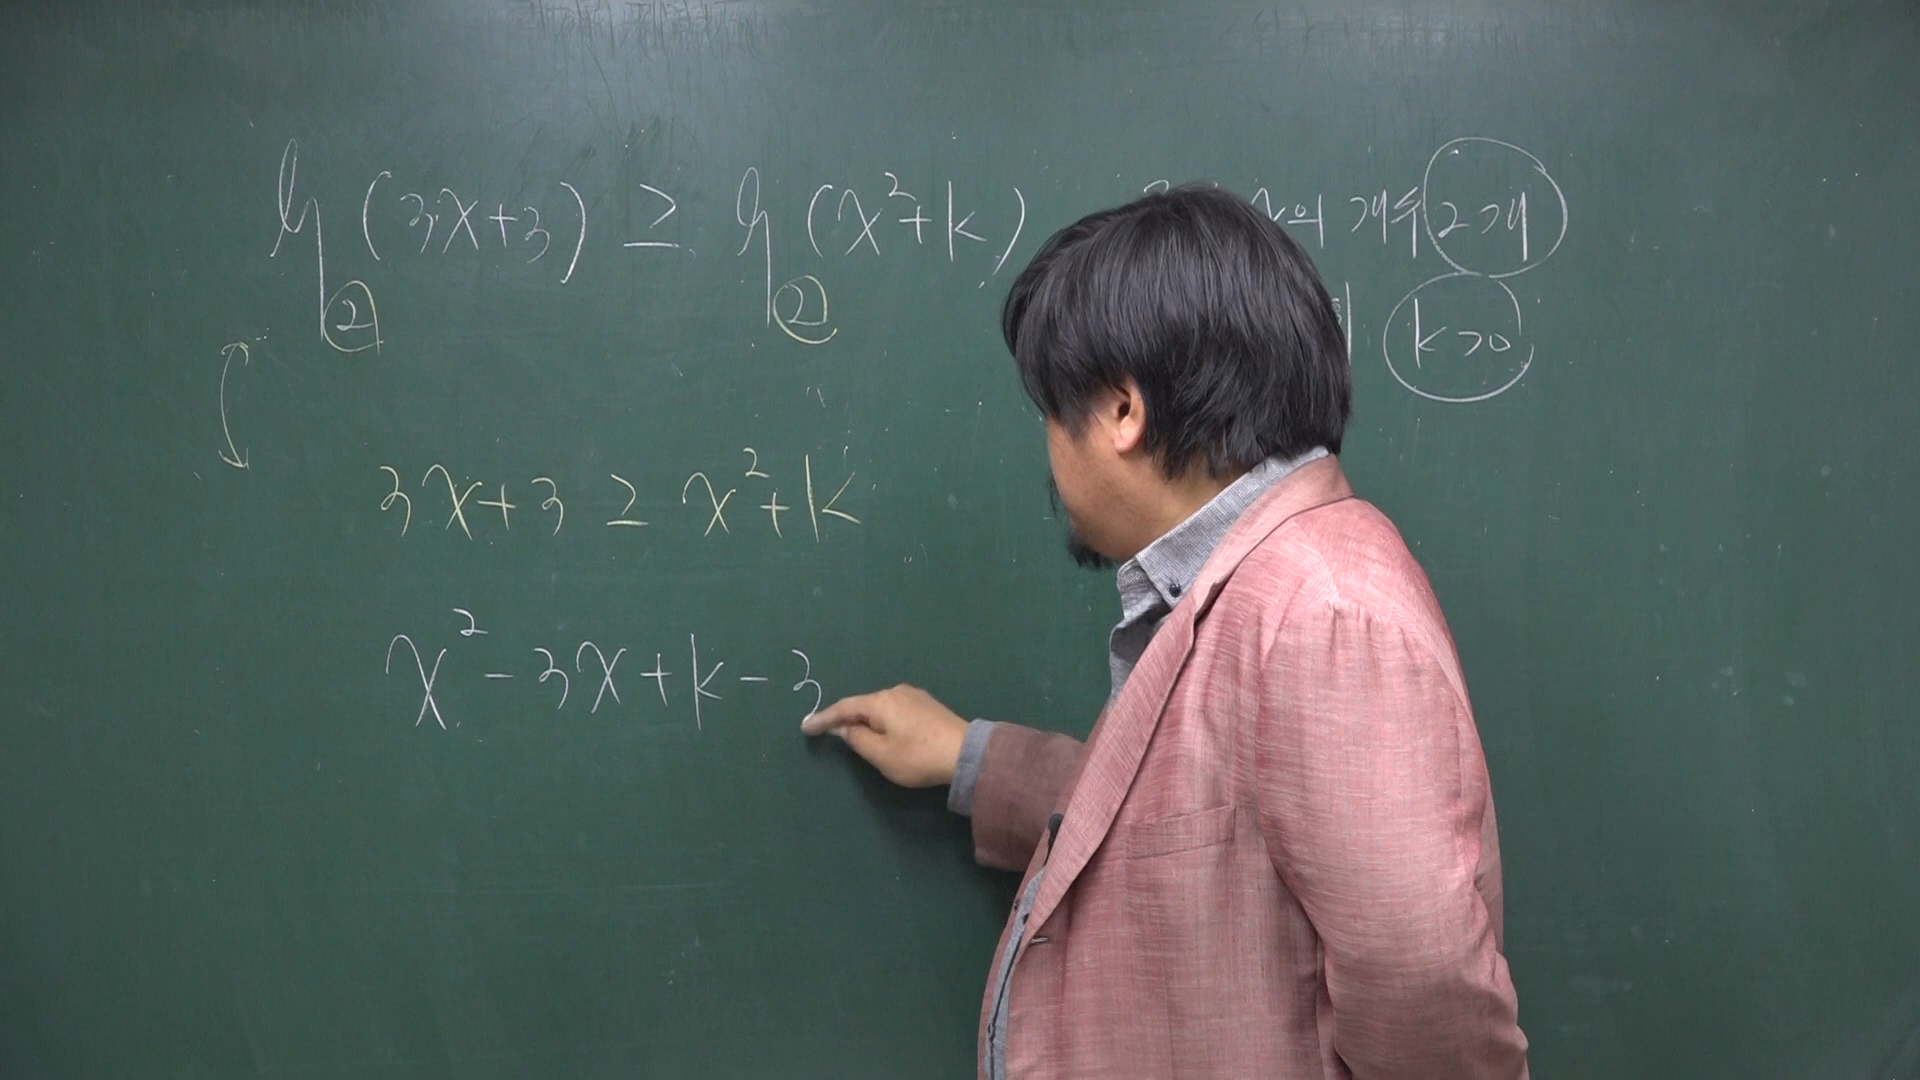 log₂(3x+3) ≥ log₂(x²+k) x의 개수 2개
k>0
3x+3 ≥ x²+k
x²-3x+k-3